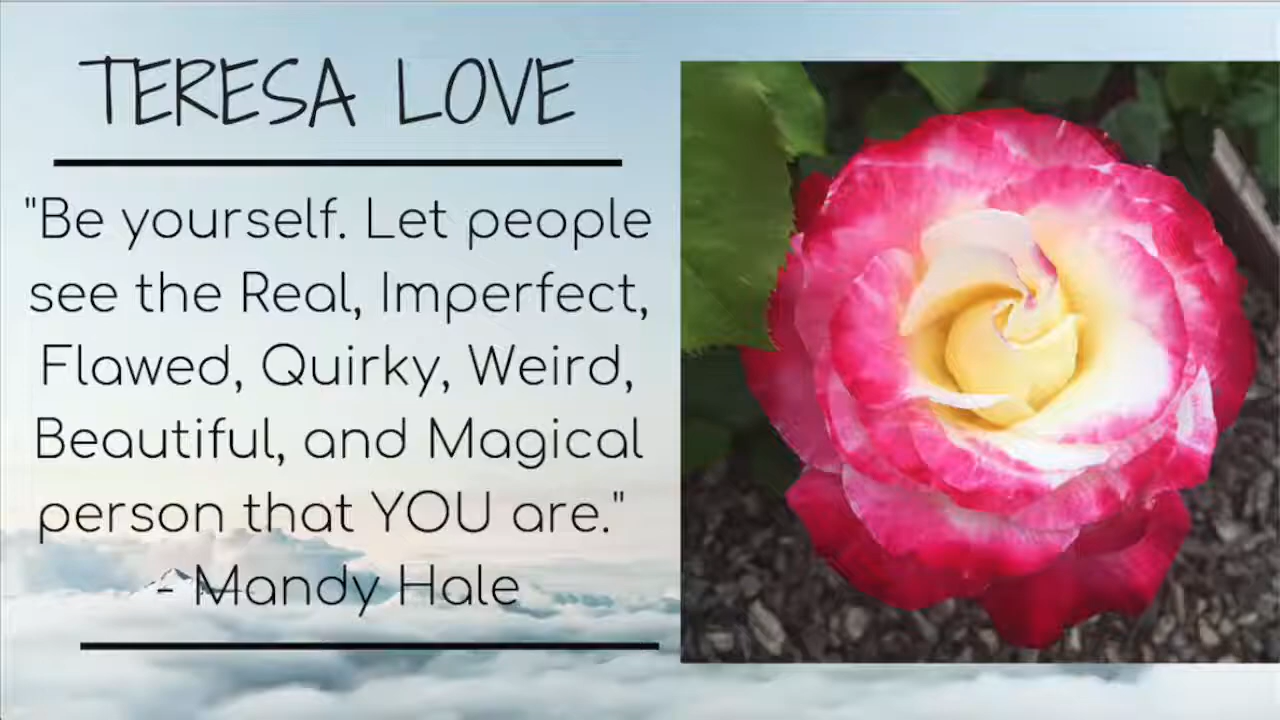 TERESA LOVE
"Be yourself. Let people
see the Real, Imperfect,
Flawed, Quirky, Weird,
Beautiful, and Magical
person that YOU are."
- Mandy Hale